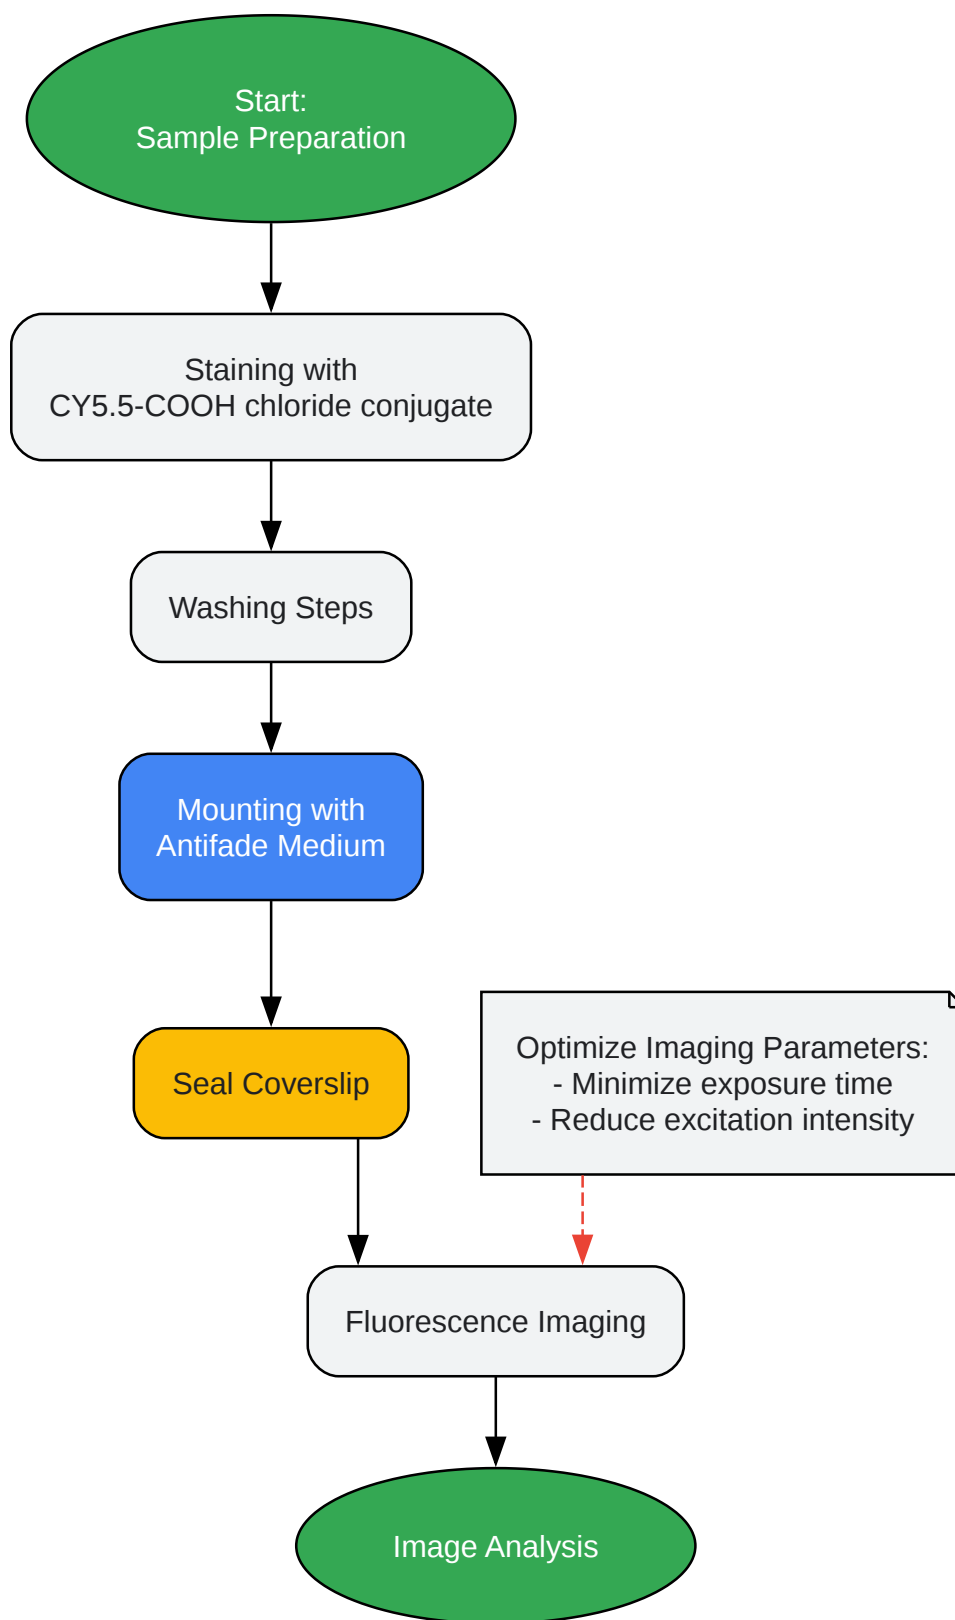 Start:
Sample Preparation
Staining with
CY5.5-COOH chloride conjugate
Washing Steps
Mounting with
Antifade Medium
Seal Coverslip
Optimize Imaging Parameters:
- Minimize exposure time
- Reduce excitation intensity
Fluorescence Imaging
Image Analysis